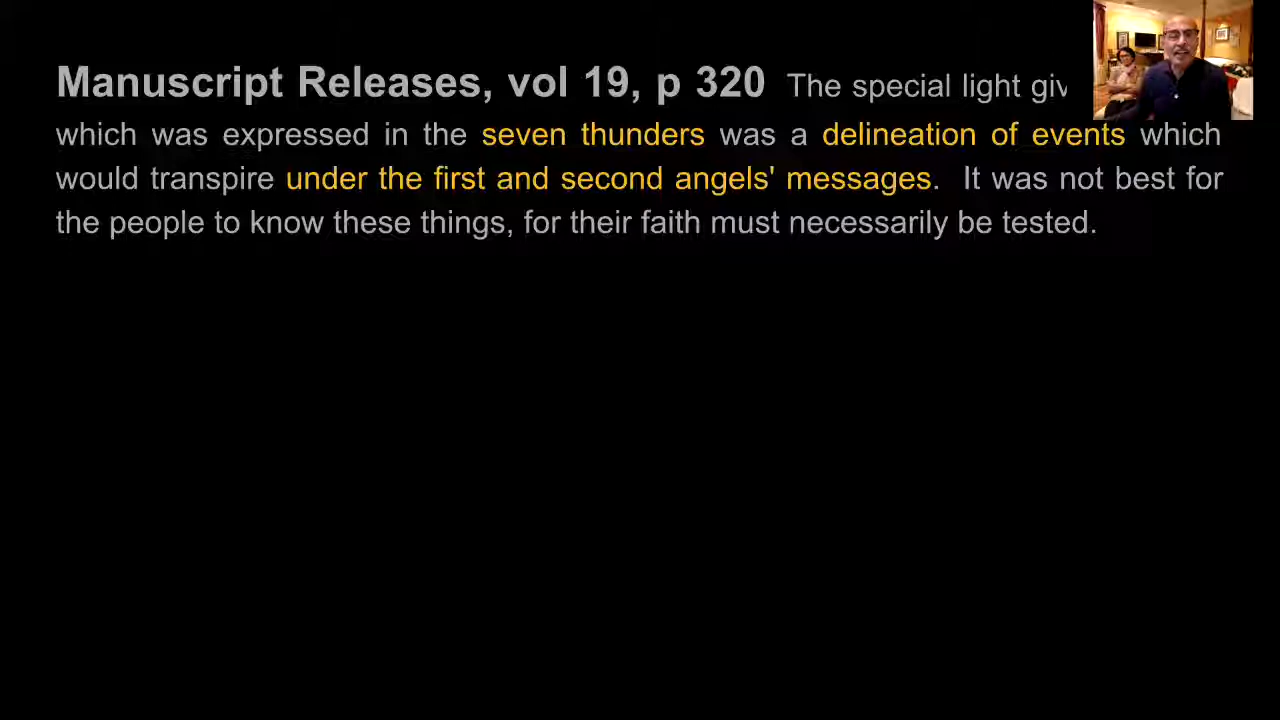 Manuscript Releases, vol 19, p 320 The special light
which was expressed in the seven thunders was a delineation of events which
would transpire under the first and second angels' messages. It was not best for
the people to know these things, for their faith must necessarily be tested.